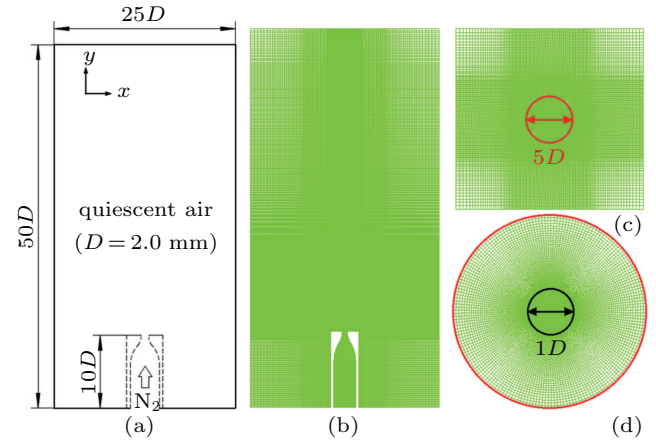 25D
y
x
50D
quiescent air
(D = 2.0 mm)
10D
N₂
(a)
(b)
5D
(c)
1D
(d)